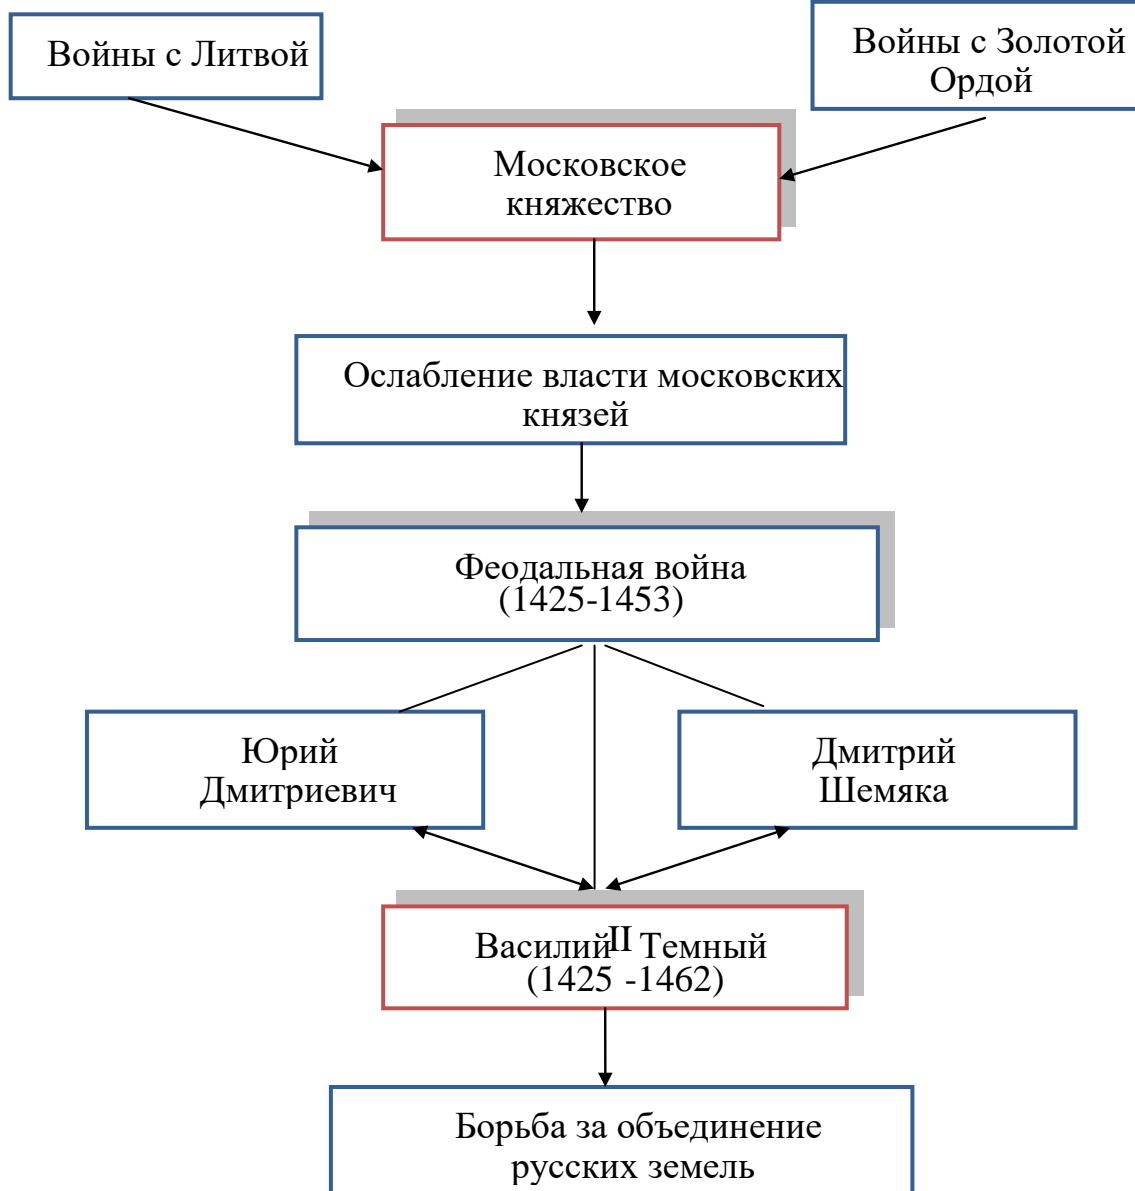 Войны с Литвой
Войны с Золотой
Ордой
Московское
княжество
Ослабление власти московских
князей
Феодальная война
(1425-1453)
Юрий
Дмитриевич
Дмитрий
Шемяка
Василий II Темный
(1425 -1462)
Борьба за объединение
русских земель